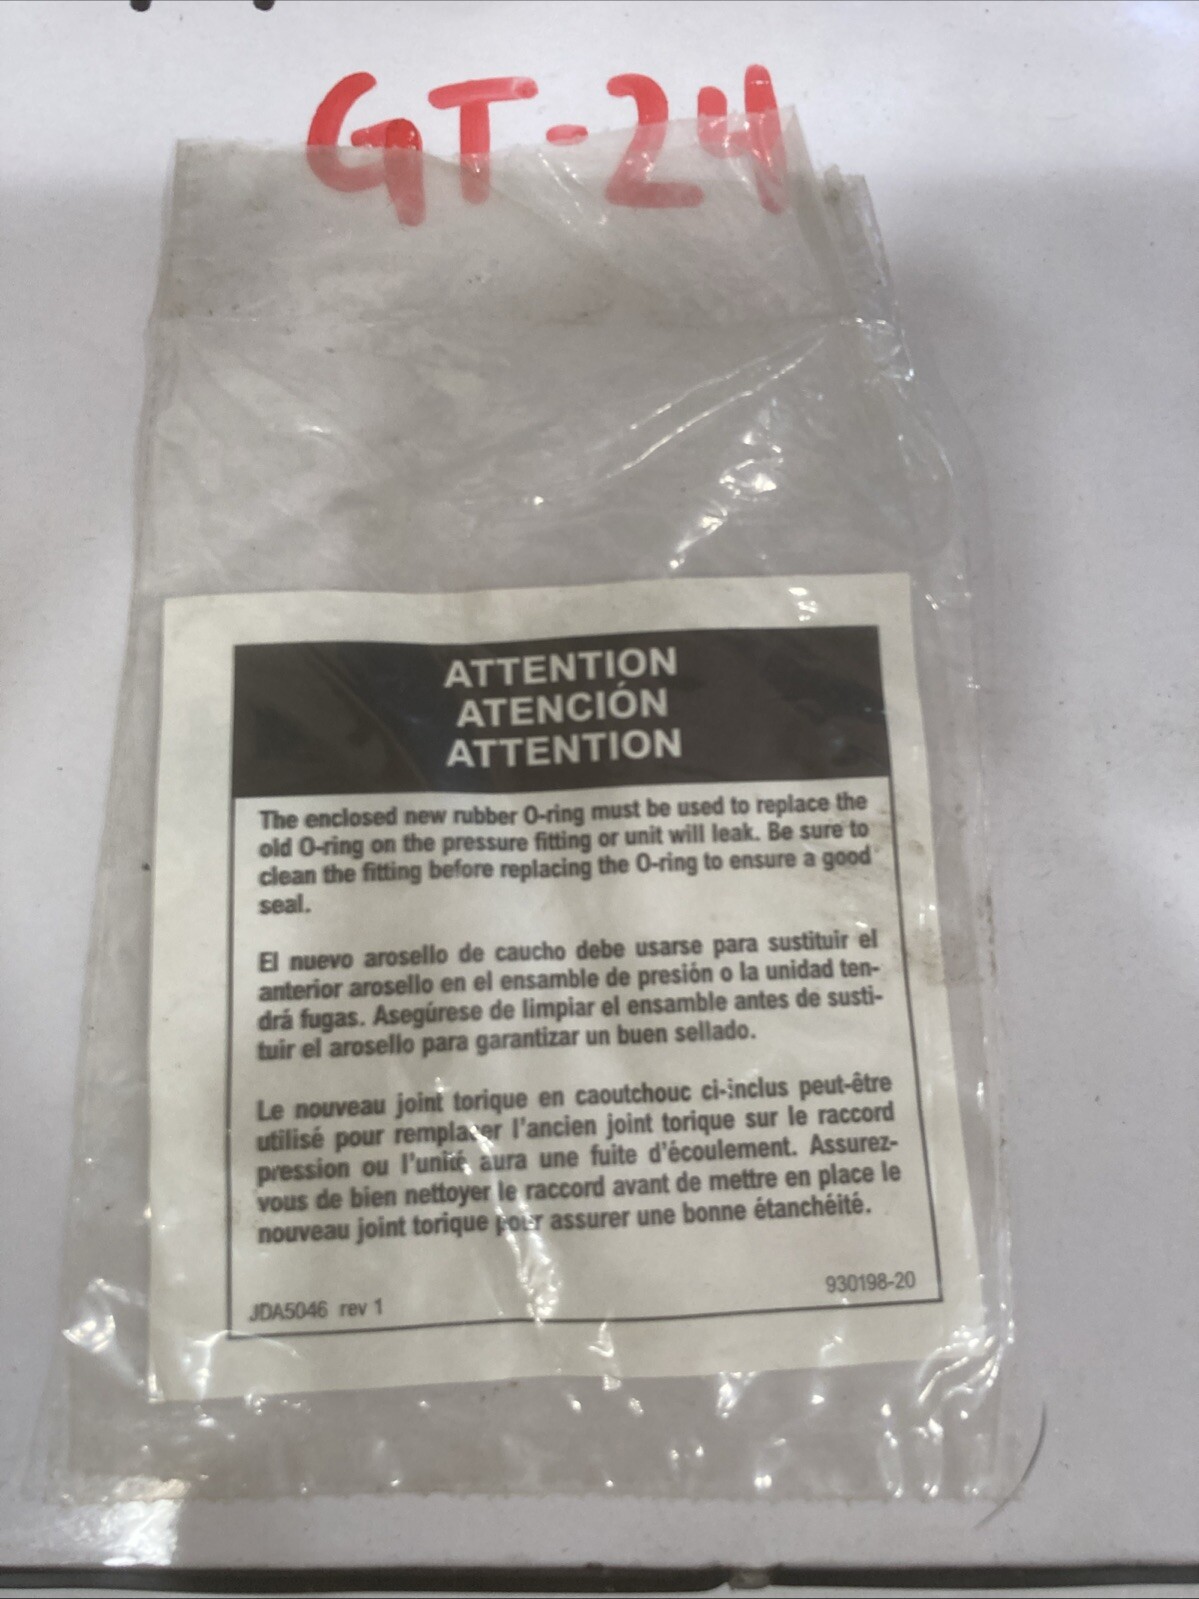 GT-24
ATTENTION
ATENCIÓN
ATTENTION
The enclosed new rubber O-ring must be used to replace the
old O-ring on the pressure fitting or unit will leak. Be sure to
clean the fitting before replacing the O-ring to ensure a good
seal.
El nuevo arosello de caucho debe usarse para sustituir el
anterior arosello en el ensamble de presión o la unidad ten-
drá fugas. Asegúrese de limpiar el ensamble antes de susti-
tuir el arosello para garantizar un buen sellado.
Le nouveau joint torique en caoutchouc ci-inclus peut-être
utilisé pour remplacer l'ancien joint torique sur le raccord
pression ou l'unité aura une fuite d'écoulement. Assurez-
vous de bien nettoyer le raccord avant de mettre en place le
nouveau joint torique pour assurer une bonne étanchéité.
JDA5046 rev 1
930198-20